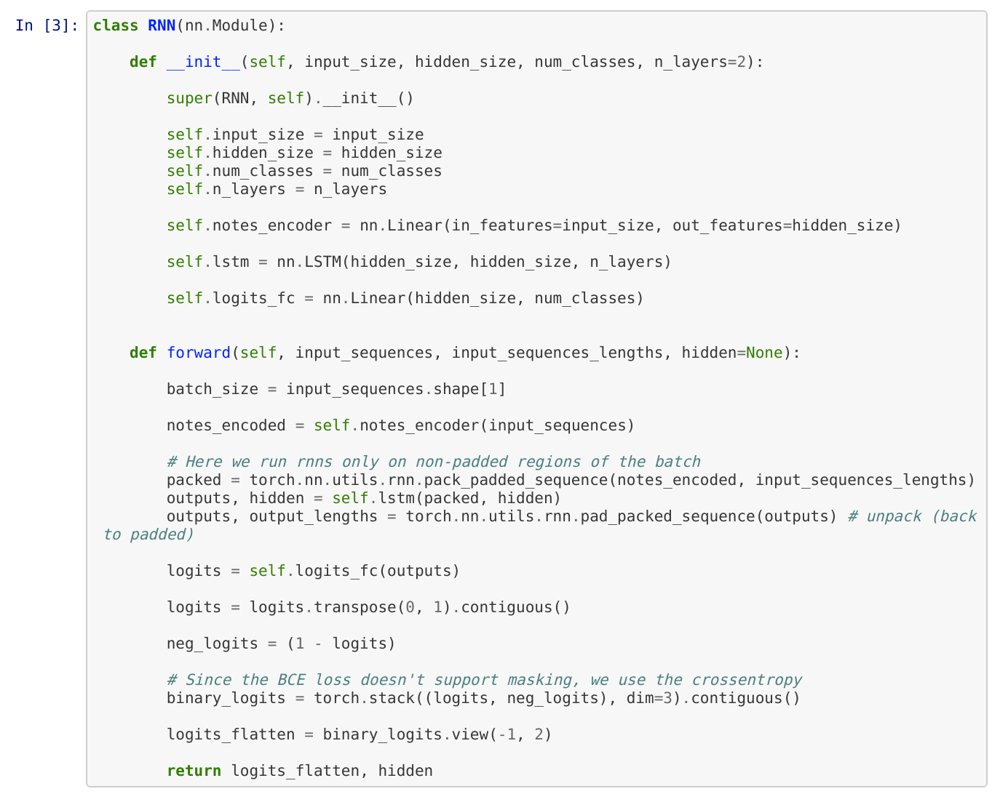 In [3]: class RNN(nn.Module):
    def __init__(self, input_size, hidden_size, num_classes, n_layers=2):
        super(RNN, self).__init__()
        self.input_size = input_size
        self.hidden_size = hidden_size
        self.num_classes = num_classes
        self.n_layers = n_layers
        self.notes_encoder = nn.Linear(in_features=input_size, out_features=hidden_size)
        self.lstm = nn.LSTM(hidden_size, hidden_size, n_layers)
        self.logits_fc = nn.Linear(hidden_size, num_classes)
    def forward(self, input_sequences, input_sequences_lengths, hidden=None):
        batch_size = input_sequences.shape[1]
        notes_encoded = self.notes_encoder(input_sequences)
        # Here we run rnns only on non-padded regions of the batch
        packed = torch.nn.utils.rnn.pack_padded_sequence(notes_encoded, input_sequences_lengths)
        outputs, hidden = self.lstm(packed, hidden)
        outputs, output_lengths = torch.nn.utils.rnn.pad_packed_sequence(outputs) # unpack (back
 to padded)
        logits = self.logits_fc(outputs)
        logits = logits.transpose(0, 1).contiguous()
        neg_logits = (1 - logits)
        # Since the BCE loss doesn't support masking, we use the crossentropy
        binary_logits = torch.stack((logits, neg_logits), dim=3).contiguous()
        logits_flatten = binary_logits.view(-1, 2)
        return logits_flatten, hidden